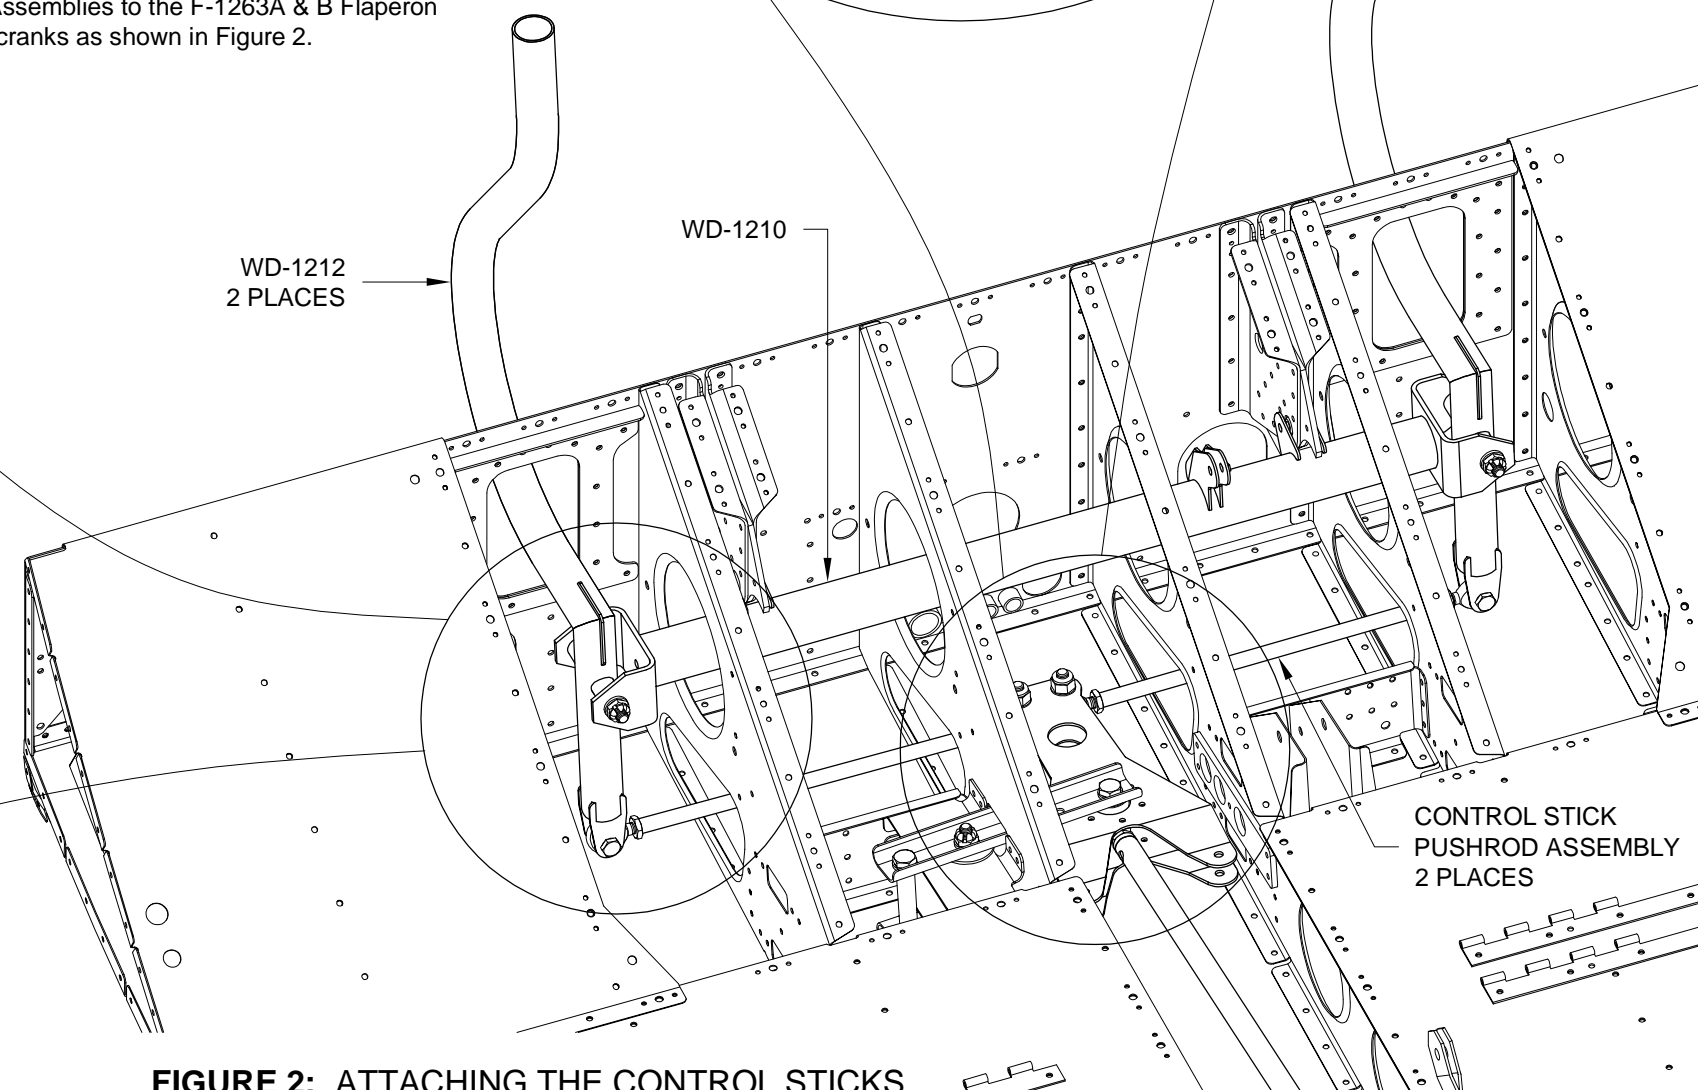 Assemblies to the F-1263A & B Flaperon
cranks as shown in Figure 2.
WD-1212
2 PLACES
WD-1210
CONTROL STICK
PUSHROD ASSEMBLY
2 PLACES
FIGURE 2: ATTACHING THE CONTROL STICKS